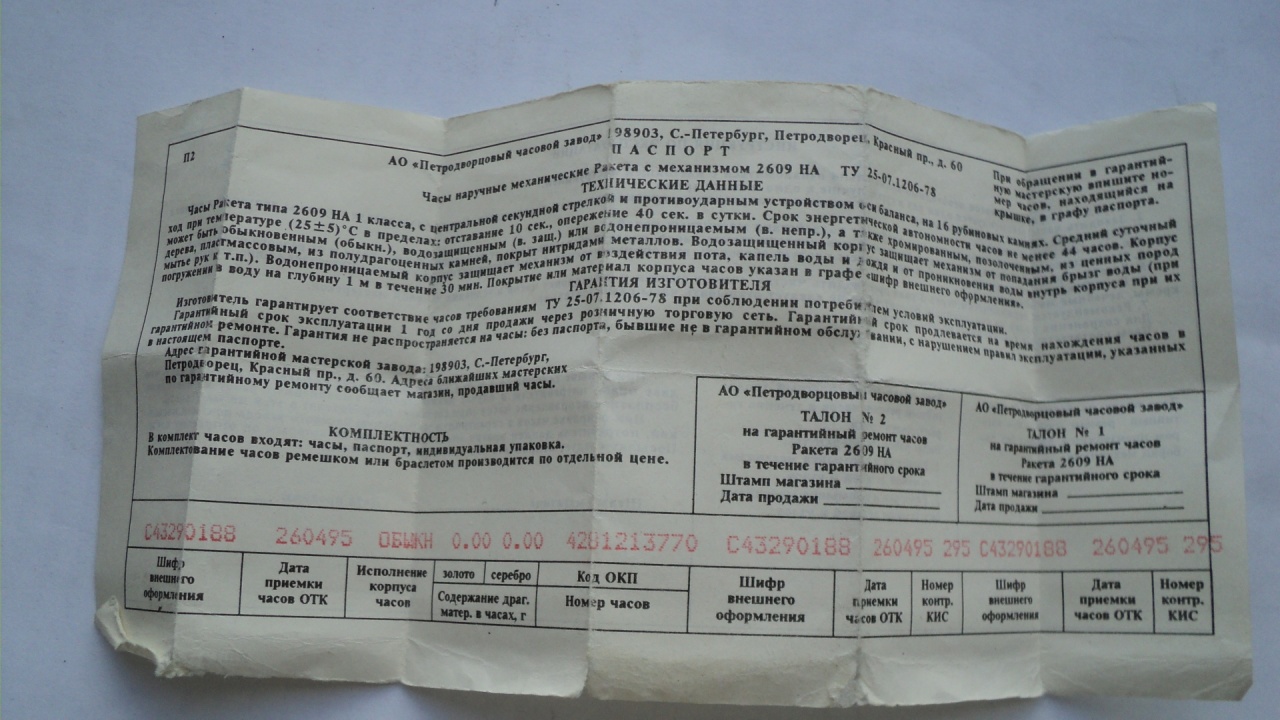 П2
АО «Петродворцовый часовой завод» 198903, С.-Петербург, Петродворец, Красный пр., д. 60
ПАСПОРТ
Часы наручные механические Ракета с механизмом 2609 НА ТУ 25-07.1206-78
При обращении в гарантий-
ную мастерскую впишите но-
мер часов, находящийся на
крышке, в графу паспорта.
ТЕХНИЧЕСКИЕ ДАННЫЕ
Часы Ракета типа 2609 НА 1 класса, с центральной секундной стрелкой и противоударным устройством оси баланса, на 16 рубиновых камнях. Средний суточный
ход при температуре (25±5)°С в пределах: отставание 10 сек., опережение 40 сек. в сутки. Срок энергетической автономности часов не менее 44 часов. Корпус
может быть обыкновенным (обыкн.), водозащищенным (в. защ.) или водонепроницаемым (в. непр.), а также хромированным, позолоченным, из ценных пород
дерева, пластмассовым, из полудрагоценных камней, покрыт нитридами металлов. Водозащищенный корпус защищает механизм от попадания брызг воды (при
мытье рук и т.п.). Водонепроницаемый корпус защищает механизм от воздействия пота, капель воды и дождя и от проникновения воды внутрь корпуса при их
погружении в воду на глубину 1 м в течение 30 мин. Покрытие или материал корпуса часов указан в графе «шифр внешнего оформления».
ГАРАНТИЯ ИЗГОТОВИТЕЛЯ
Изготовитель гарантирует соответствие часов требованиям ТУ 25-07.1206-78 при соблюдении потребителем условий эксплуатации.
Гарантийный срок эксплуатации 1 год со дня продажи через розничную торговую сеть. Гарантийный срок продлевается на время нахождения часов в
гарантийном ремонте. Гарантия не распространяется на часы: без паспорта, бывшие не в гарантийном обслуживании, с нарушением правил эксплуатации, указанных
в настоящем паспорте.
Адрес гарантийной мастерской завода: 198903, С.-Петербург,
Петродворец, Красный пр., д. 60. Адреса ближайших мастерских
по гарантийному ремонту сообщает магазин, продавший часы.
КОМПЛЕКТНОСТЬ
В комплект часов входят: часы, паспорт, индивидуальная упаковка.
Комплектование часов ремешком или браслетом производится по отдельной цене.
АО «Петродворцовый часовой завод»
ТАЛОН № 2
на гарантийный ремонт часов
Ракета 2609 НА
в течение гарантийного срока
Штамп магазина
Дата продажи
АО «Петродворцовый часовой завод»
ТАЛОН № 1
на гарантийный ремонт часов
Ракета 2609 НА
в течение гарантийного срока
Штамп магазина
Дата продажи
С43290188 260495 ОБЫКН 0.00 0.00 4281213770 С43290188 260495 295 С43290188 260495 295
Шифр
внешнего
оформления
Дата
приемки
часов ОТК
Исполнение
корпуса
часов
золото серебро
Содержание драг.
матер. в часах, г
Код ОКП
Номер часов
Шифр
внешнего
оформления
Дата
приемки
часов ОТК
Номер
контр.
КИС
Шифр
внешнего
оформления
Дата
приемки
часов ОТК
Номер
контр.
КИС